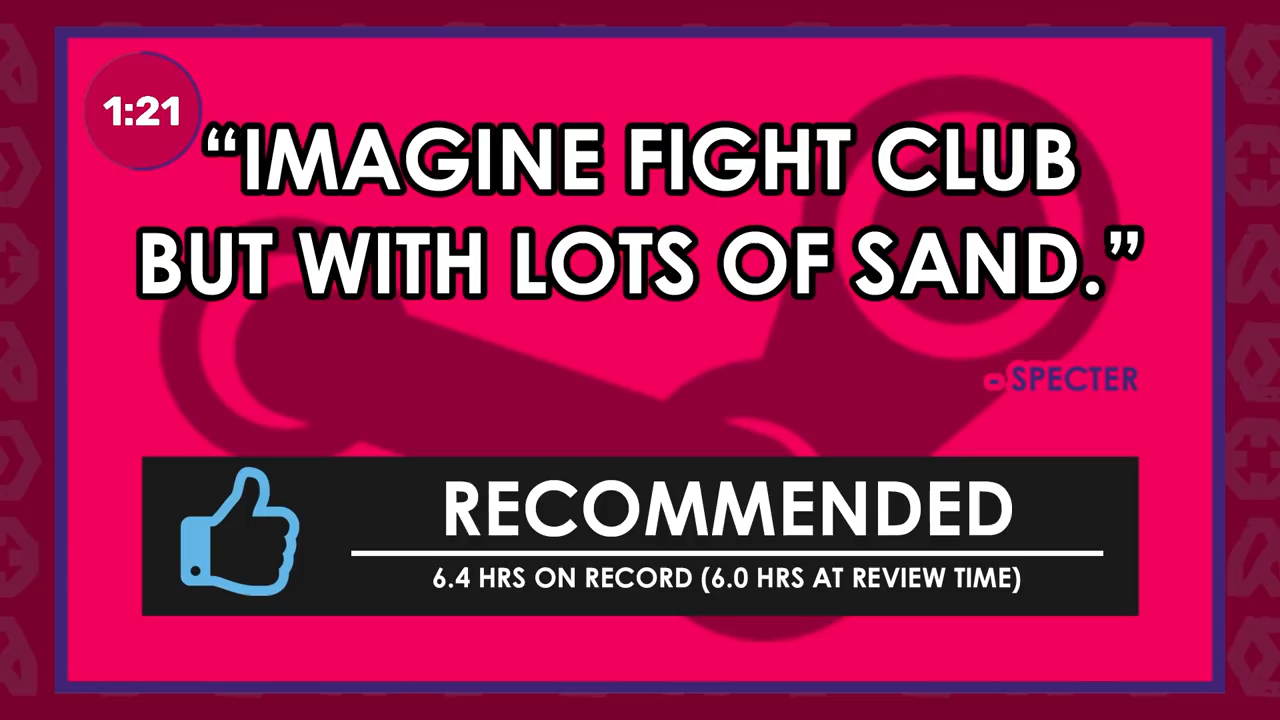 1:21
“IMAGINE FIGHT CLUB
BUT WITH LOTS OF SAND.”
- SPECTER
RECOMMENDED
6.4 HRS ON RECORD (6.0 HRS AT REVIEW TIME)